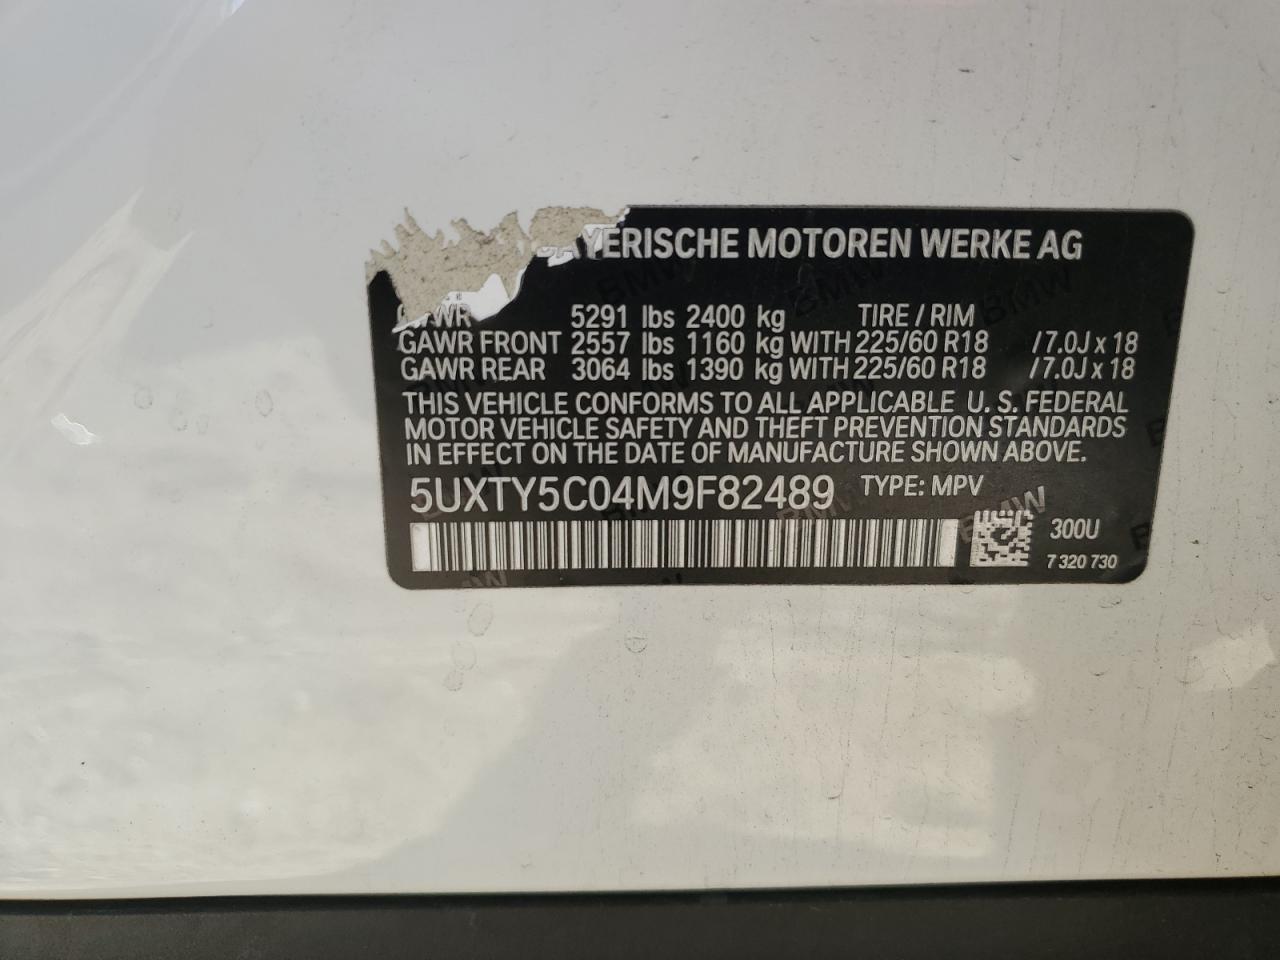 BAYERISCHE MOTOREN WERKE AG
GVWR 5291 lbs 2400 kg TIRE / RIM
GAWR FRONT 2557 lbs 1160 kg WITH 225/60 R18 / 7.0J x 18
GAWR REAR 3064 lbs 1390 kg WITH 225/60 R18 / 7.0J x 18
THIS VEHICLE CONFORMS TO ALL APPLICABLE U. S. FEDERAL
MOTOR VEHICLE SAFETY AND THEFT PREVENTION STANDARDS
IN EFFECT ON THE DATE OF MANUFACTURE SHOWN ABOVE.
5UXTY5C04M9F82489 TYPE: MPV
300U
7 320 730